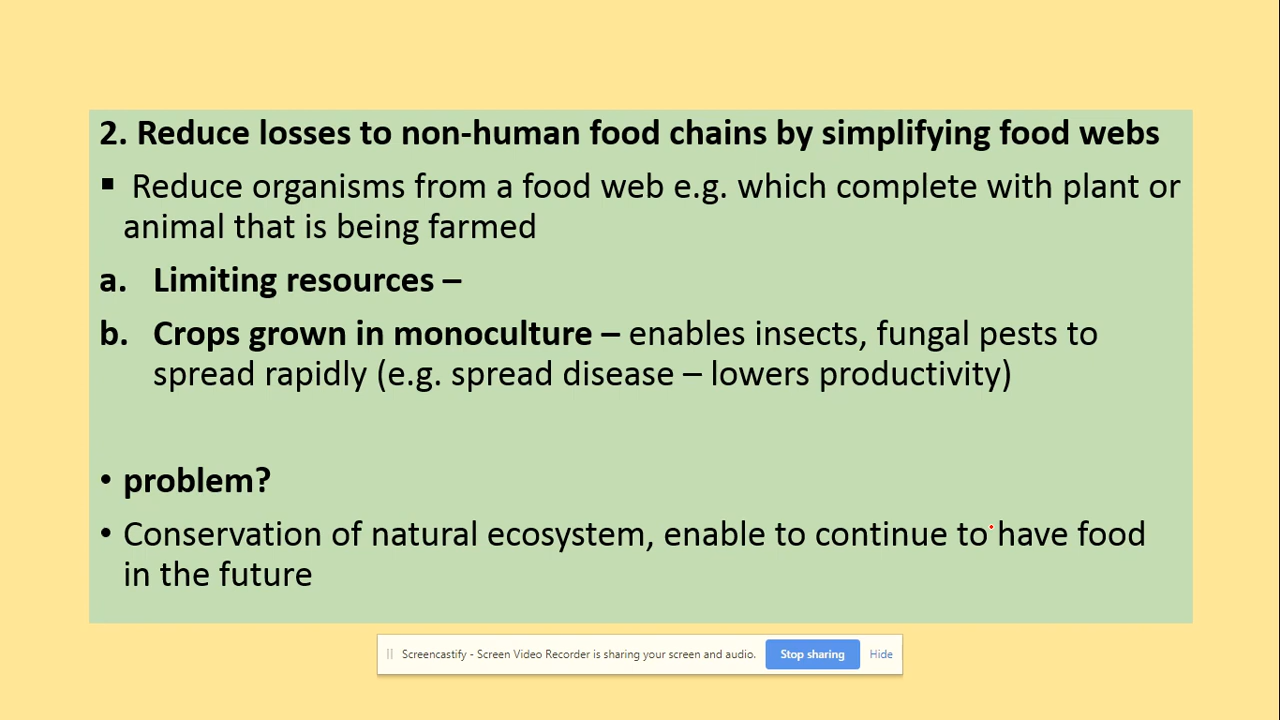 2. Reduce losses to non-human food chains by simplifying food webs
▪ Reduce organisms from a food web e.g. which complete with plant or
animal that is being farmed
a. Limiting resources –
b. Crops grown in monoculture – enables insects, fungal pests to
spread rapidly (e.g. spread disease – lowers productivity)
• problem?
• Conservation of natural ecosystem, enable to continue to have food
in the future
Screencastify - Screen Video Recorder is sharing your screen and audio. Stop sharing Hide